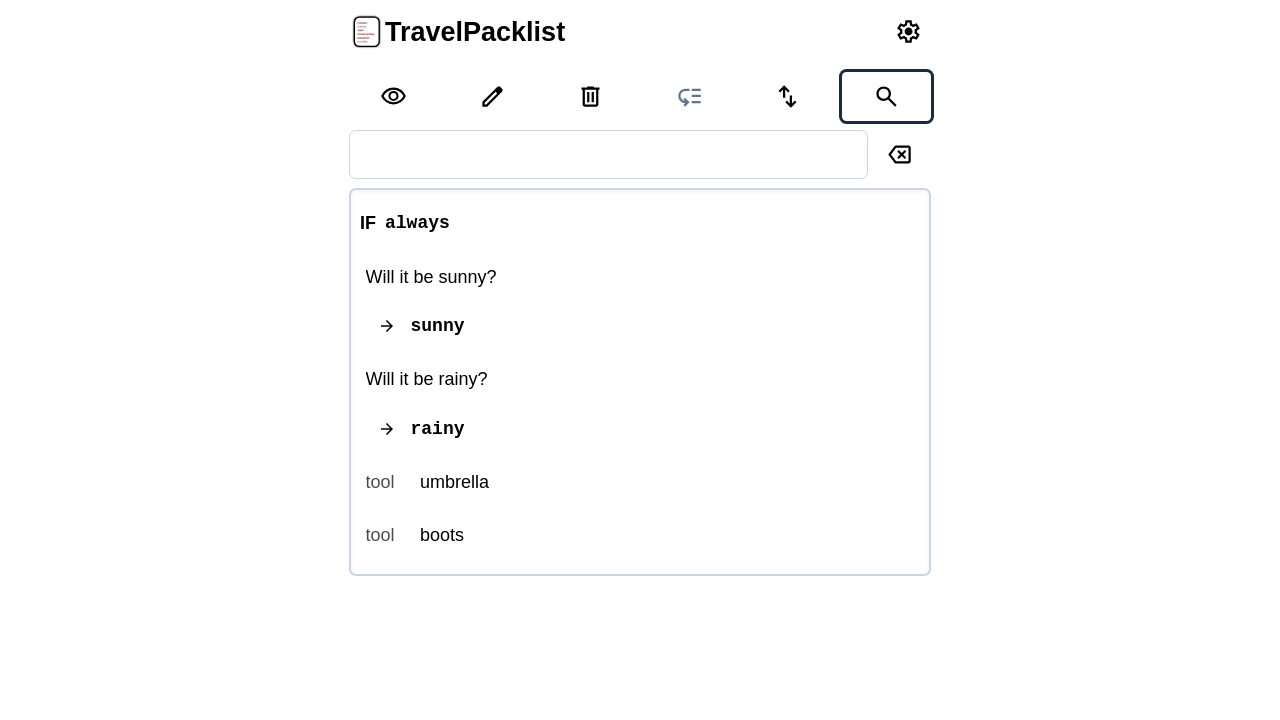 TravelPacklist
IF always
Will it be sunny?
→ sunny
Will it be rainy?
→ rainy
tool umbrella
tool boots